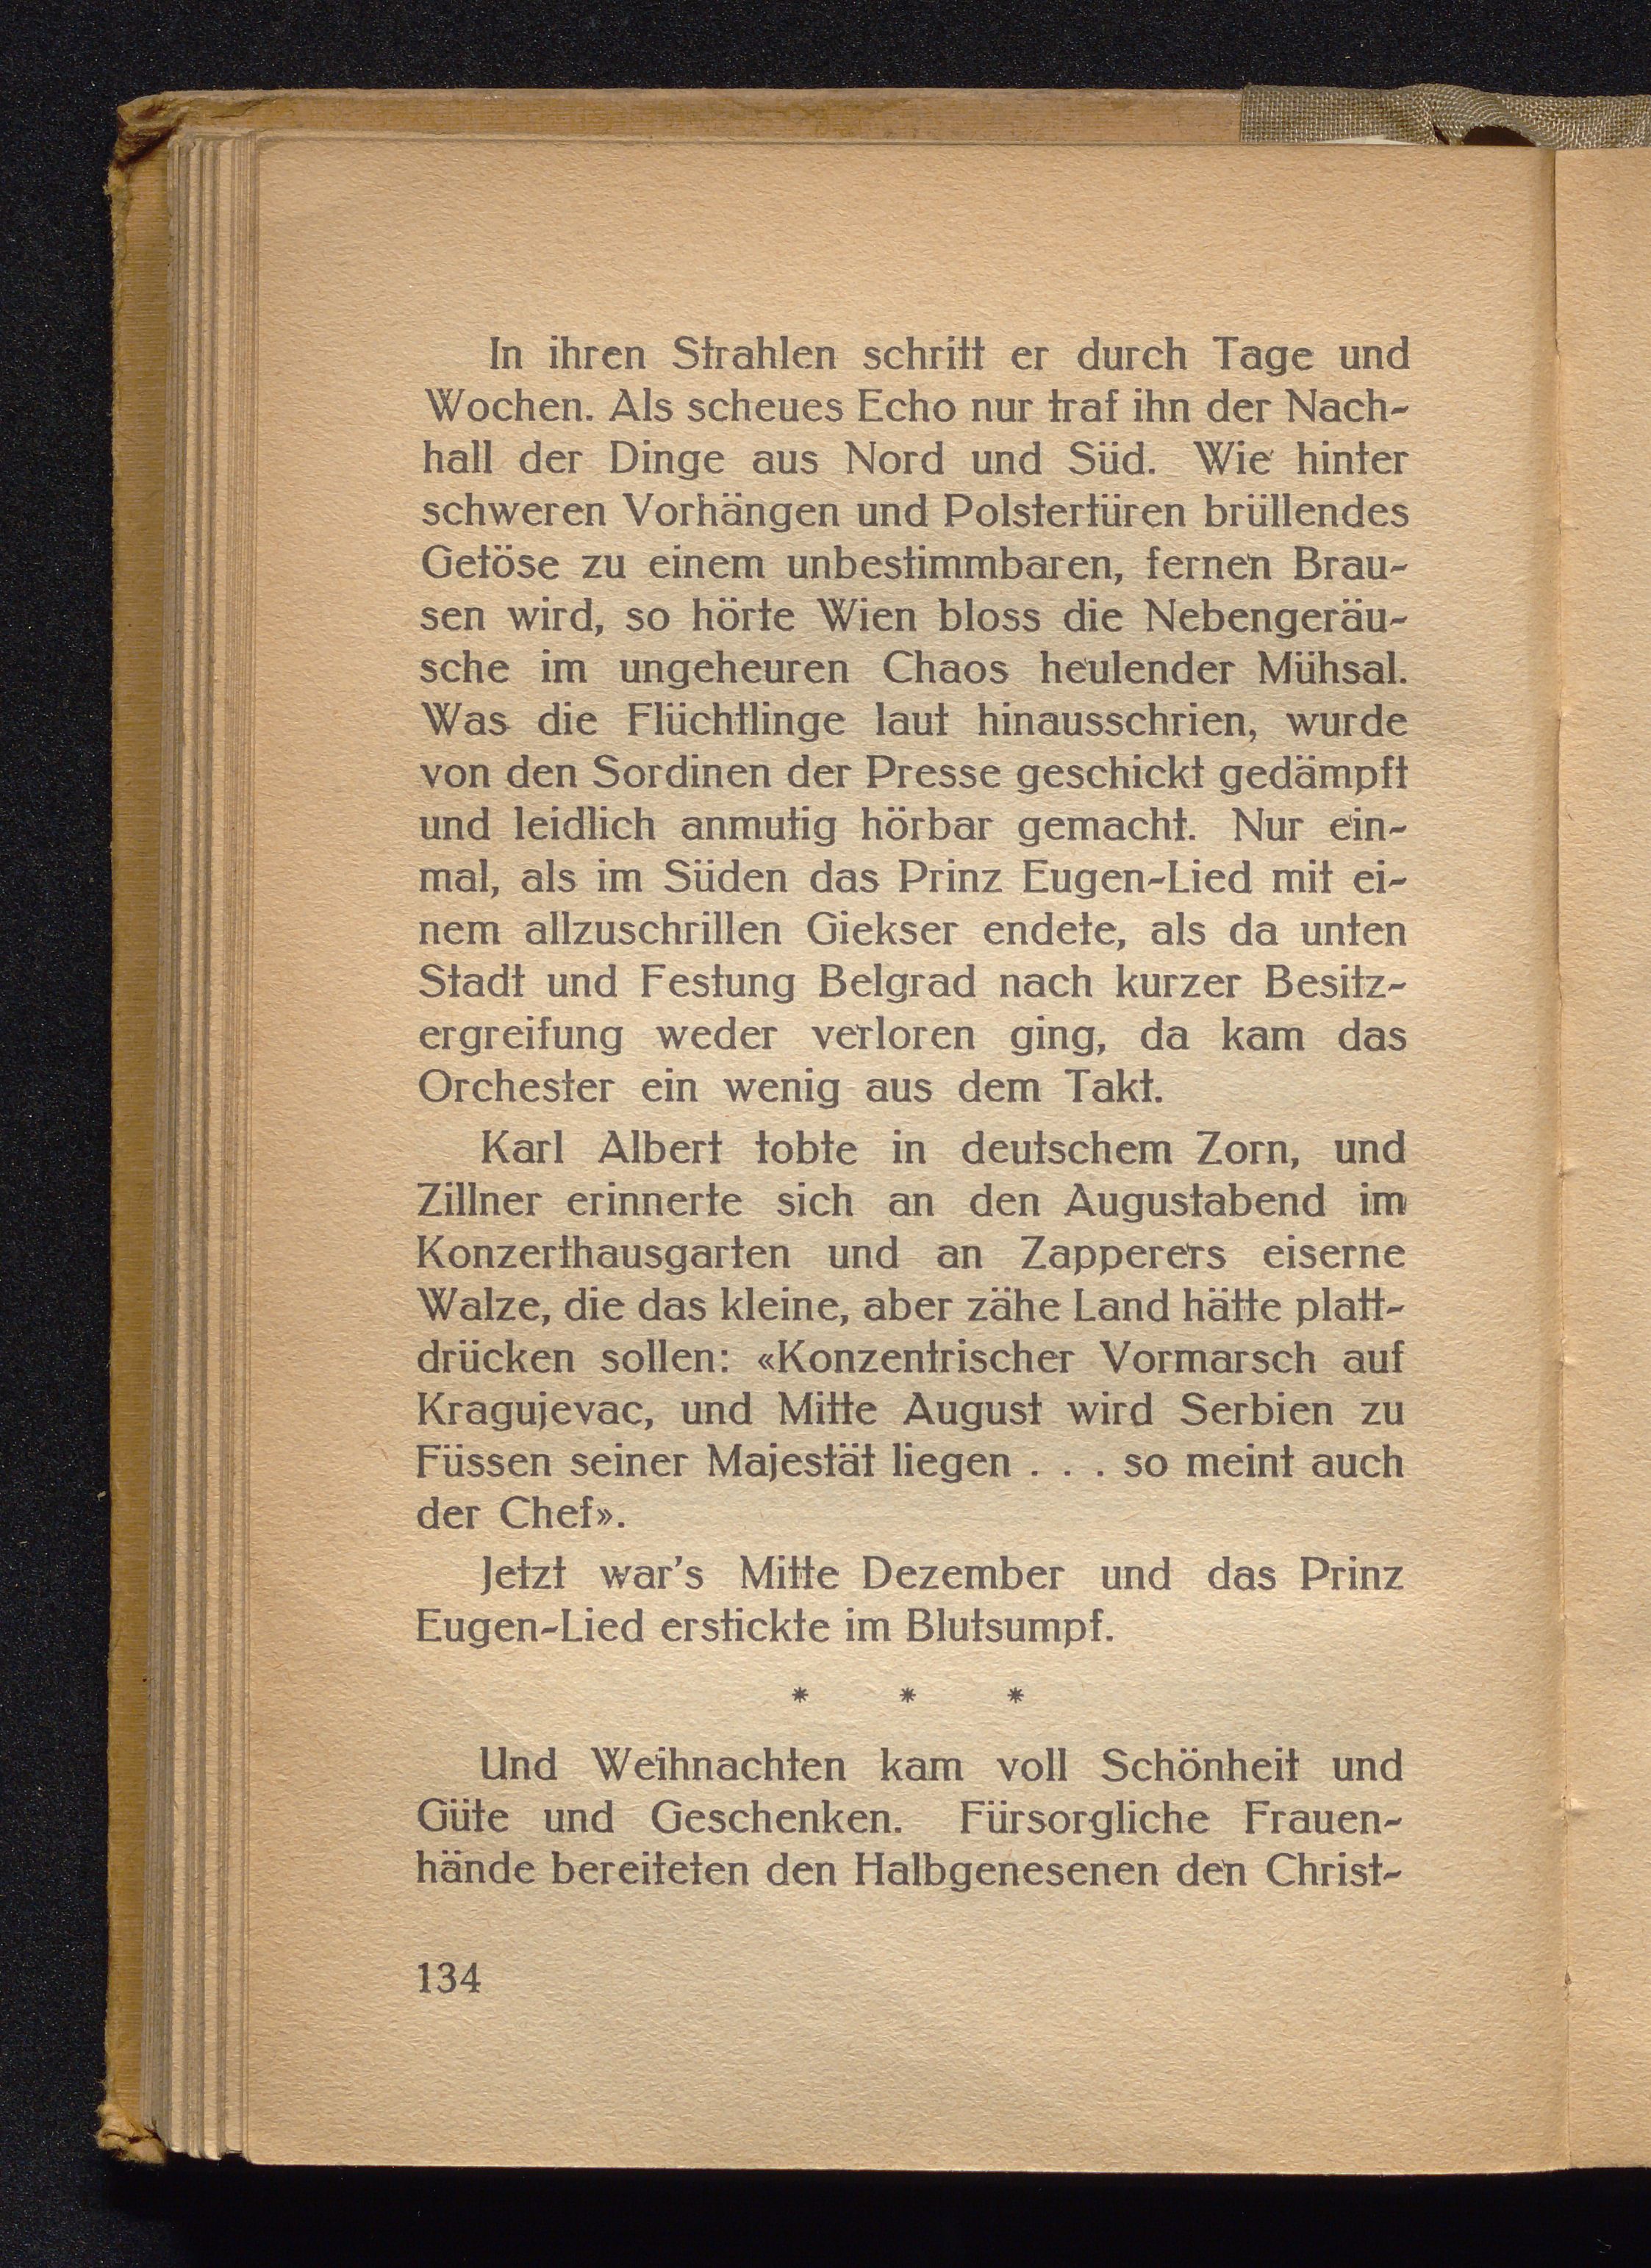 In ihren Strahlen schritt er durch Tage und
Wochen. Als scheues Echo nur traf ihn der Nach-
hall der Dinge aus Nord und Süd. Wie hinter
schweren Vorhängen und Polstertüren brüllendes
Getöse zu einem unbestimmbaren, fernen Brau-
sen wird, so hörte Wien bloss die Nebengeräu-
sche im ungeheuren Chaos heulender Mühsal.
Was die Flüchtlinge laut hinausschrien, wurde
von den Sordinen der Presse geschickt gedämpft
und leidlich anmutig hörbar gemacht. Nur ein-
mal, als im Süden das Prinz Eugen-Lied mit ei-
nem allzuschrillen Giekser endete, als da unten
Stadt und Festung Belgrad nach kurzer Besitz-
ergreifung weder verloren ging, da kam das
Orchester ein wenig aus dem Takt.
Karl Albert tobte in deutschem Zorn, und
Zillner erinnerte sich an den Augustabend im
Konzerthausgarten und an Zapperers eiserne
Walze, die das kleine, aber zähe Land hätte platt-
drücken sollen: «Konzentrischer Vormarsch auf
Kragujevac, und Mitte August wird Serbien zu
Füssen seiner Majestät liegen . . . so meint auch
der Chef».
Jetzt war's Mitte Dezember und das Prinz
Eugen-Lied erstickte im Blutsumpf.
* * *
Und Weihnachten kam voll Schönheit und
Güte und Geschenken. Fürsorgliche Frauen-
hände bereiteten den Halbgenesenen den Christ-
134